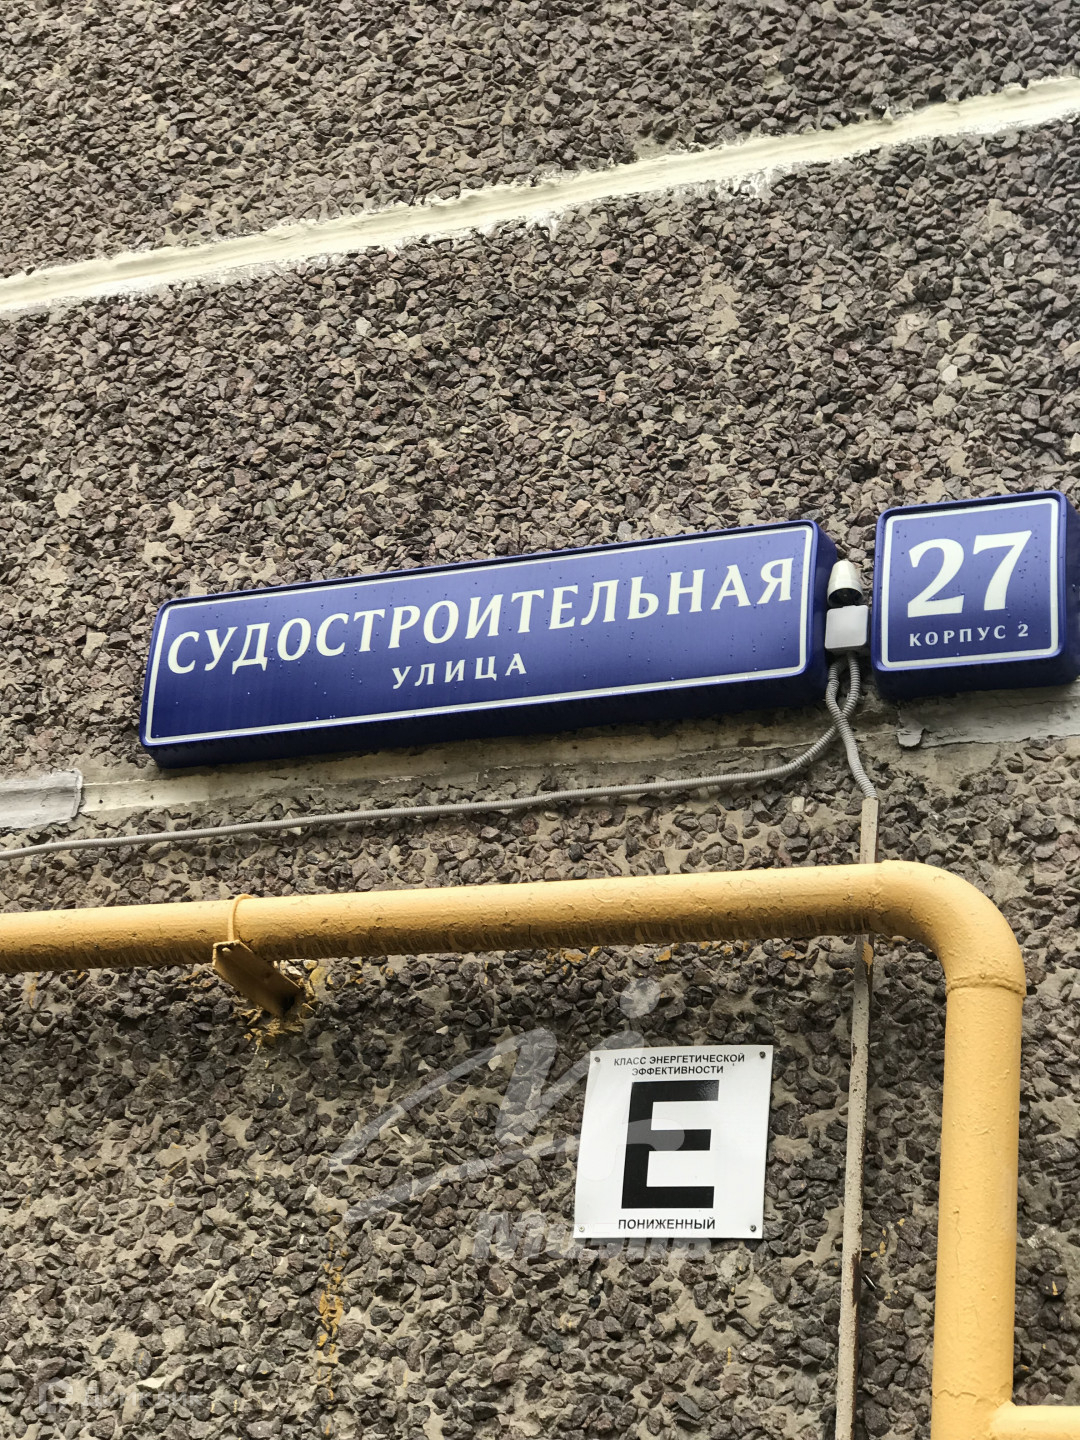 СУДОСТРОИТЕЛЬНАЯ
УЛИЦА
27
КОРПУС 2
КЛАСС ЭНЕРГЕТИЧЕСКОЙ
ЭФФЕКТИВНОСТИ
E
ПОНИЖЕННЫЙ